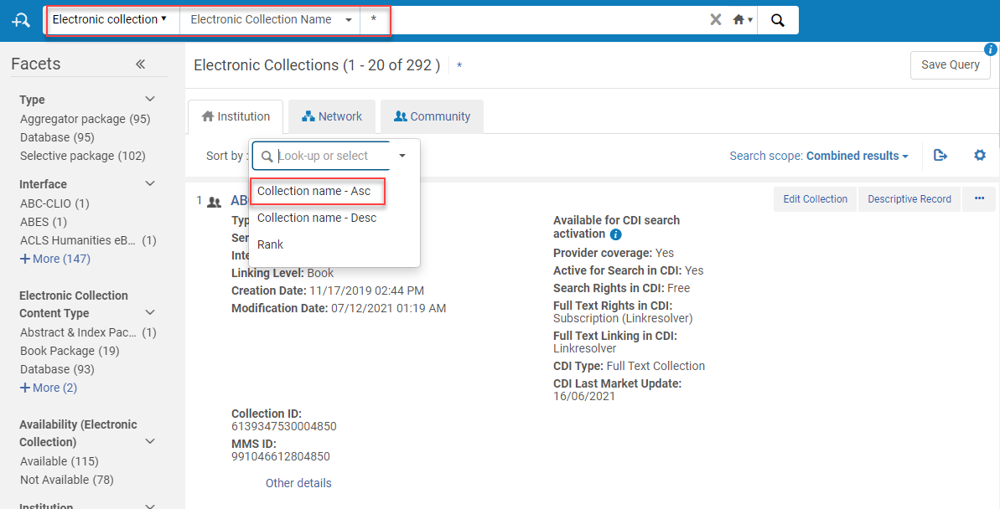 Electronic collection ▾ Electronic Collection Name *
Facets
Electronic Collections (1 - 20 of 292 ) *
Save Query
Type
Aggregator package (95)
Database (95)
Selective package (102)
Interface
ABC-CLIO (1)
ABES (1)
ACLS Humanities eB... (1)
+ More (147)
Electronic Collection
Content Type
Abstract & Index Pac... (1)
Book Package (19)
Database (93)
+ More (2)
Availability (Electronic
Collection)
Available (115)
Not Available (78)
Institution
Institution
Network
Community
Sort by :
Look-up or select
Collection name - Asc
Collection name - Desc
Rank
Search scope: Combined results
1
Edit Collection
Descriptive Record
...
Linking Level: Book
Creation Date: 11/17/2019 02:44 PM
Modification Date: 07/12/2021 01:19 AM
Available for CDI search
activation
Provider coverage: Yes
Active for Search in CDI: Yes
Search Rights in CDI: Free
Full Text Rights in CDI:
Subscription (Linkresolver)
Full Text Linking in CDI:
Linkresolver
CDI Type: Full Text Collection
CDI Last Market Update:
16/06/2021
Collection ID:
6139347530004850
MMS ID:
991046612804850
Other details